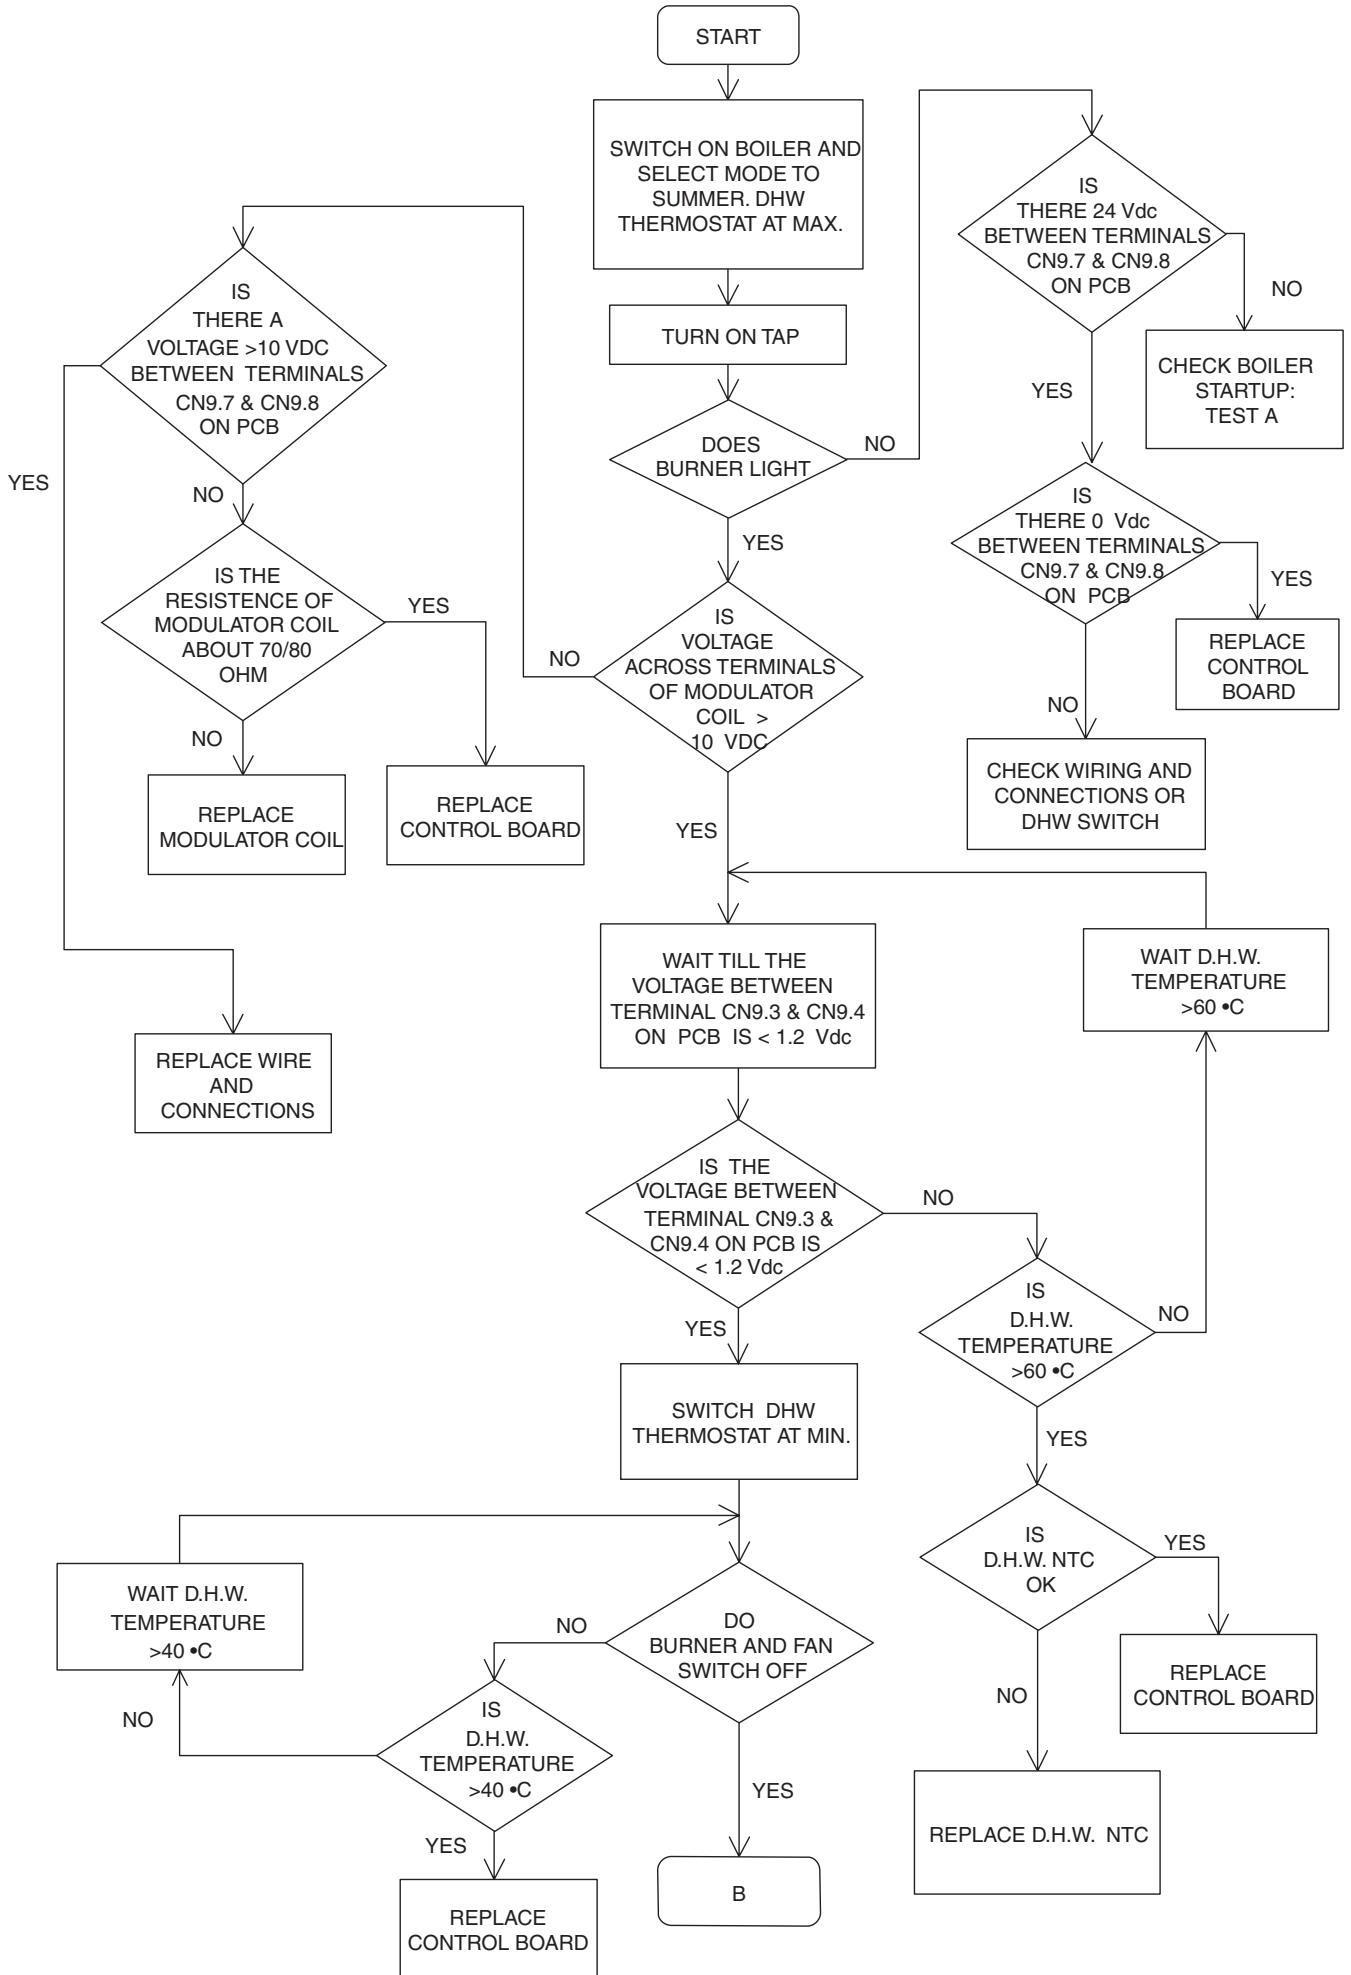 START
SWITCH ON BOILER AND
SELECT MODE TO
SUMMER. DHW
THERMOSTAT AT MAX.
TURN ON TAP
DOES
BURNER LIGHT
NO
YES
IS
THERE 24 Vdc
BETWEEN TERMINALS
CN9.7 & CN9.8
ON PCB
NO
CHECK BOILER
STARTUP:
TEST A
YES
IS
THERE 0 Vdc
BETWEEN TERMINALS
CN9.7 & CN9.8
ON PCB
YES
REPLACE
CONTROL
BOARD
NO
CHECK WIRING AND
CONNECTIONS OR
DHW SWITCH
IS
VOLTAGE
ACROSS TERMINALS
OF MODULATOR
COIL >
10 VDC
NO
YES
IS
THERE A
VOLTAGE >10 VDC
BETWEEN TERMINALS
CN9.7 & CN9.8
ON PCB
YES
NO
IS THE
RESISTENCE OF
MODULATOR COIL
ABOUT 70/80
OHM
YES
NO
REPLACE
MODULATOR COIL
REPLACE
CONTROL BOARD
REPLACE WIRE
AND
CONNECTIONS
WAIT TILL THE
VOLTAGE BETWEEN
TERMINAL CN9.3 & CN9.4
ON PCB IS < 1.2 Vdc
WAIT D.H.W.
TEMPERATURE
>60 •C
IS THE
VOLTAGE BETWEEN
TERMINAL CN9.3 &
CN9.4 ON PCB IS
< 1.2 Vdc
NO
YES
IS
D.H.W.
TEMPERATURE
>60 •C
NO
YES
SWITCH DHW
THERMOSTAT AT MIN.
IS
D.H.W. NTC
OK
YES
NO
REPLACE
CONTROL BOARD
REPLACE D.H.W. NTC
WAIT D.H.W.
TEMPERATURE
>40 •C
DO
BURNER AND FAN
SWITCH OFF
NO
YES
IS
D.H.W.
TEMPERATURE
>40 •C
NO
YES
REPLACE
CONTROL BOARD
B